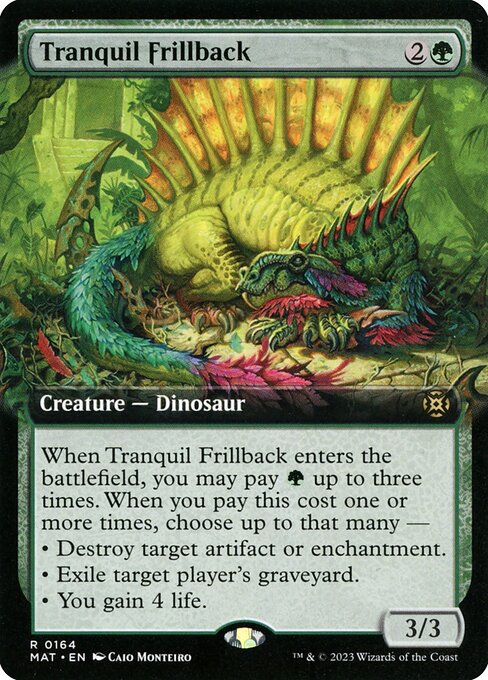 Tranquil Frillback 2
Creature — Dinosaur
When Tranquil Frillback enters the
battlefield, you may pay up to three
times. When you pay this cost one or
more times, choose up to that many —
• Destroy target artifact or enchantment.
• Exile target player's graveyard.
• You gain 4 life.
3/3
R 0164
MAT • EN Caio Monteiro
™ & © 2023 Wizards of the Coast